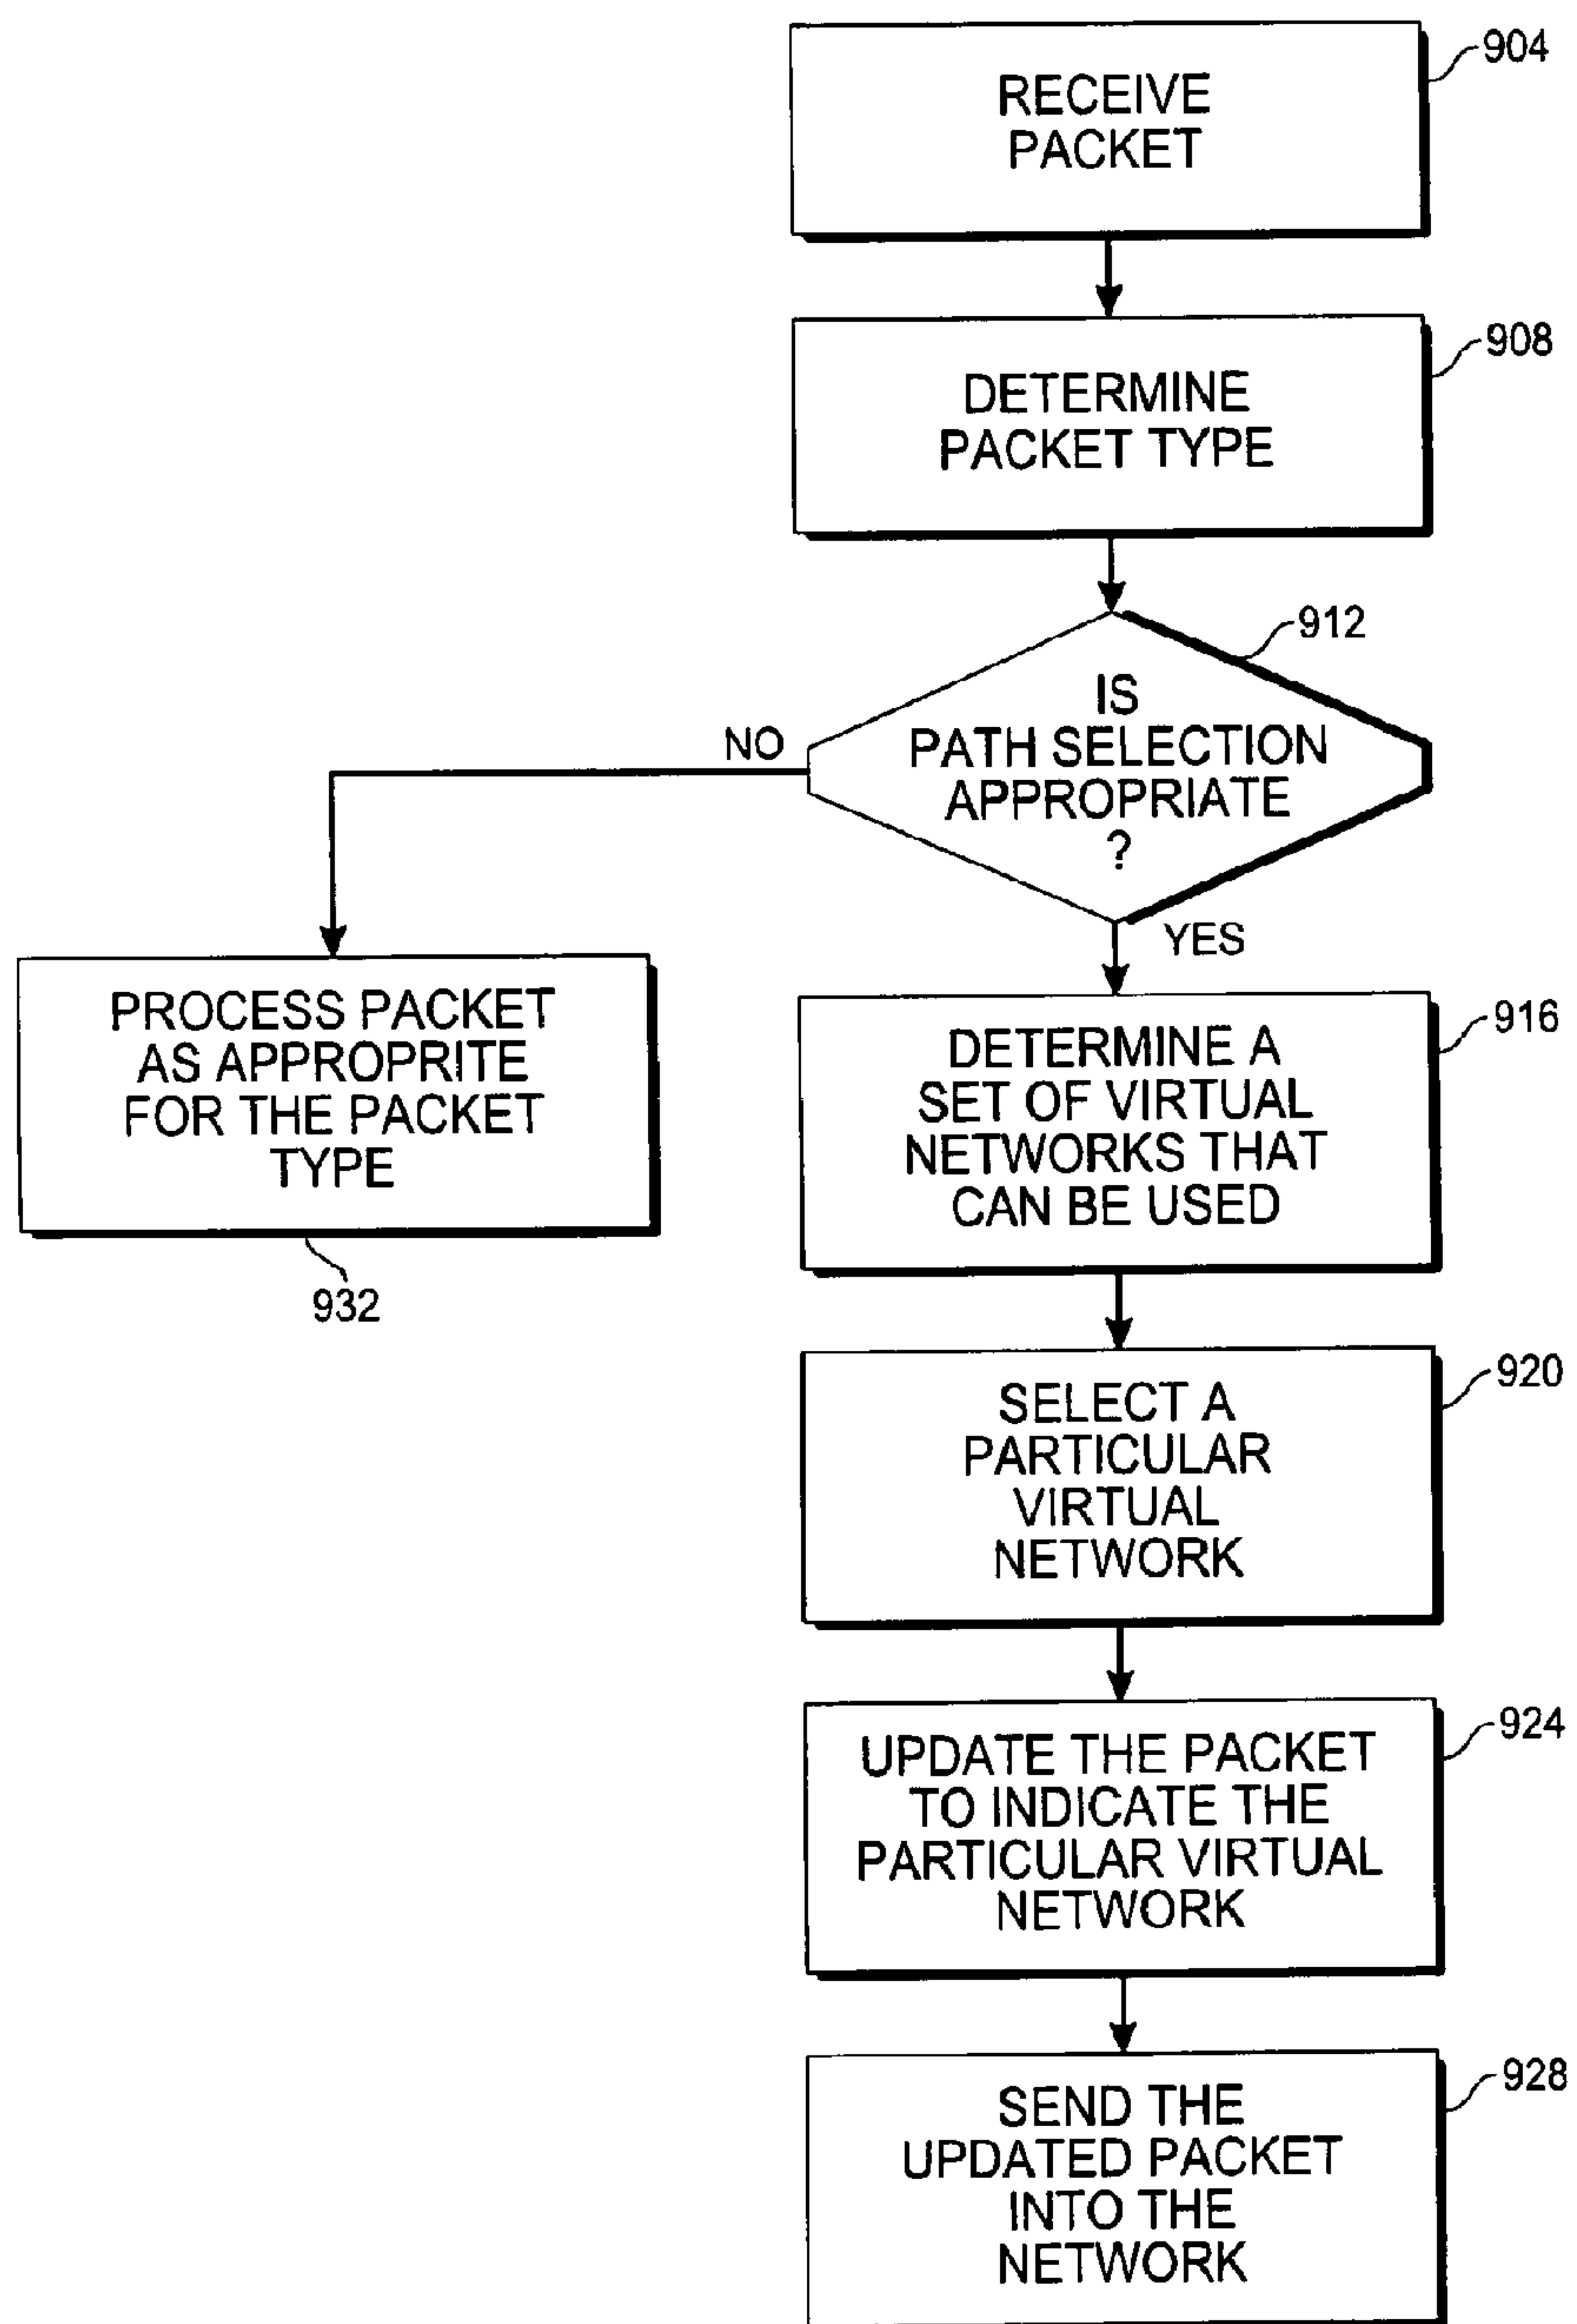 904
RECEIVE
PACKET
908
DETERMINE
PACKET TYPE
912
IS
PATH SELECTION
APPROPRIATE
?
NO
YES
PROCESS PACKET
AS APPROPRITE
FOR THE PACKET
TYPE
932
916
DETERMINE A
SET OF VIRTUAL
NETWORKS THAT
CAN BE USED
920
SELECT A
PARTICULAR
VIRTUAL
NETWORK
924
UPDATE THE PACKET
TO INDICATE THE
PARTICULAR VIRTUAL
NETWORK
928
SEND THE
UPDATED PACKET
INTO THE
NETWORK